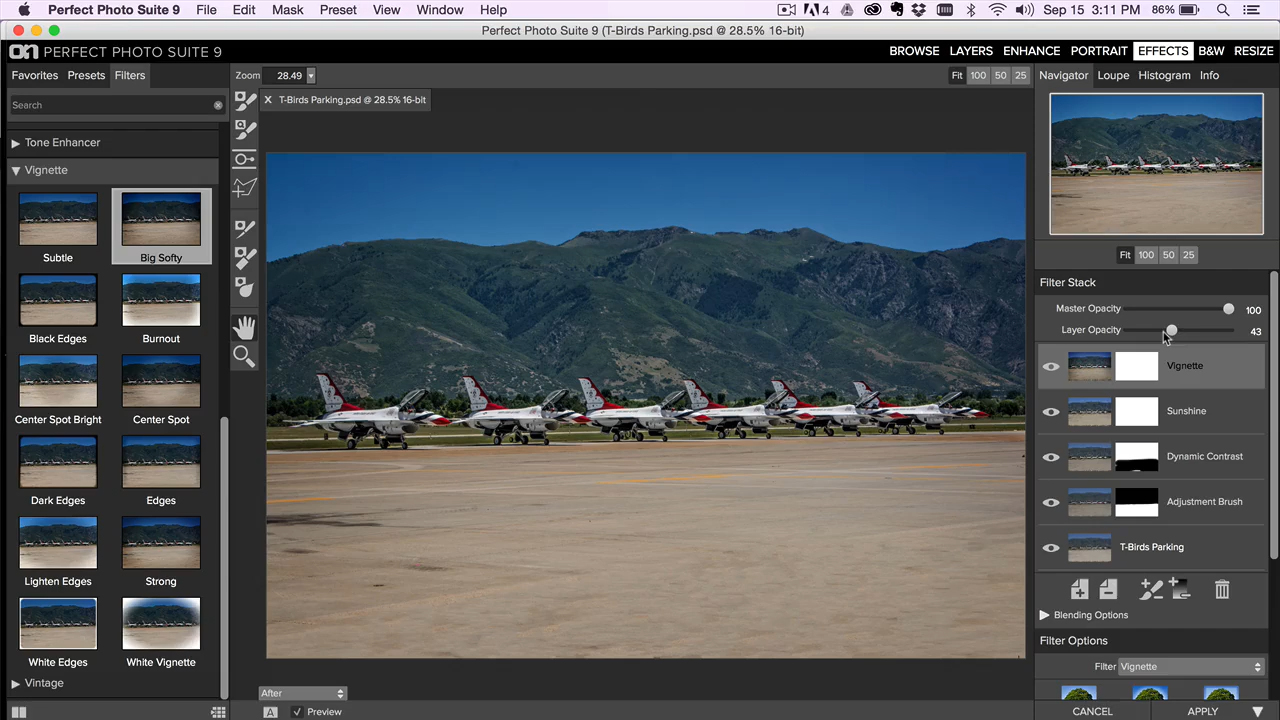 PERFECT PHOTO SUITE 9 File Edit Mask Preset View Window Help 4 Sep 15 3:11 PM 86%
PERFECT PHOTO SUITE 9 (T-Birds Parking.psd @ 28.5% 16-bit)
on PERFECT PHOTO SUITE 9 BROWSE LAYERS ENHANCE PORTRAIT EFFECTS B&W RESIZE
Favorites Presets Filters Zoom 28.49 Fit 100 50 25 Navigator Loupe Histogram Info
Search X T-Birds Parking.psd @ 28.5% 16-bit
Tone Enhancer
Vignette
Subtle Big Softy
Fit 100 50 25
Filter Stack
Master Opacity 100
Layer Opacity 43
Black Edges Burnout
Vignette
Sunshine
Center Spot Bright Center Spot
Dynamic Contrast
Dark Edges Edges
Adjustment Brush
T-Birds Parking
Lighten Edges Strong
Blending Options
Filter Options
White Edges White Vignette
Filter Vignette
Vintage After
A Preview CANCEL APPLY